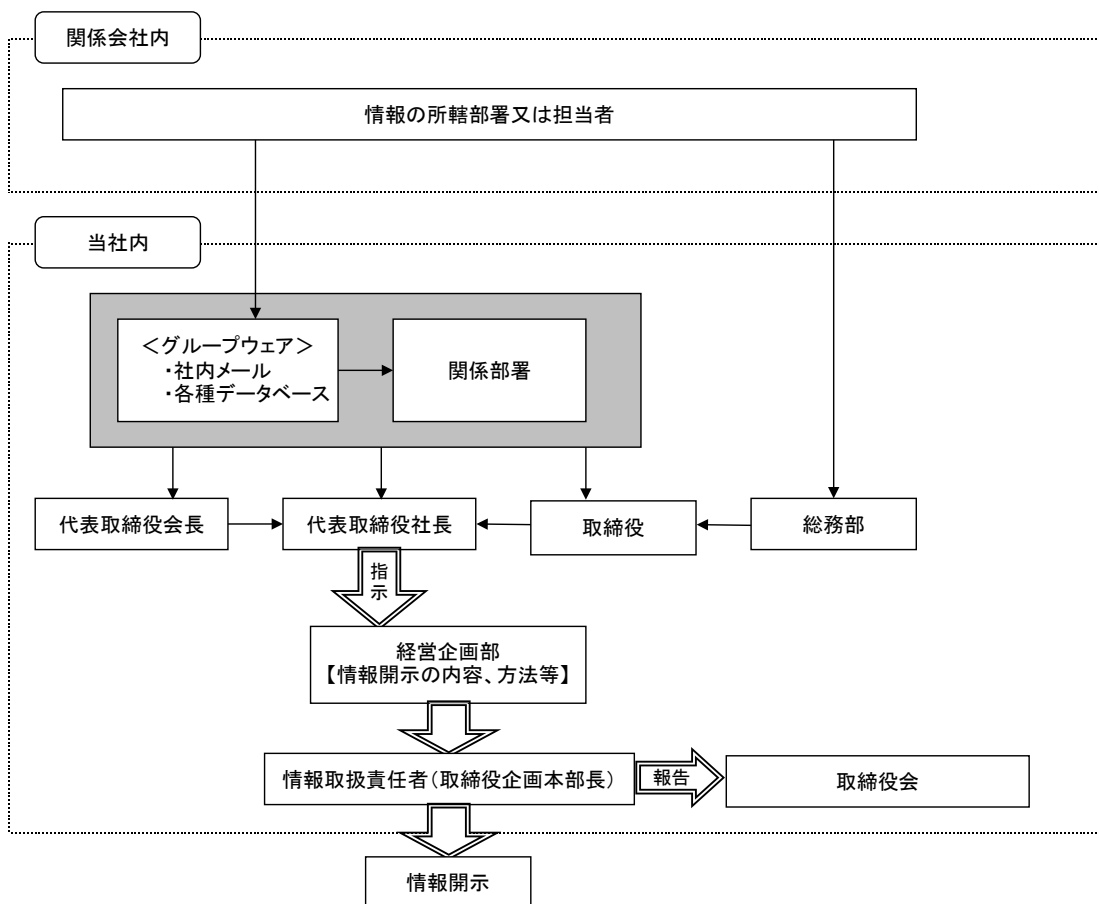 関係会社内
情報の所轄部署又は担当者
当社内
＜グループウェア＞
・社内メール
・各種データベース
関係部署
代表取締役会長
代表取締役社長
取締役
総務部
指
示
経営企画部
【情報開示の内容、方法等】
情報取扱責任者（取締役企画本部長）
報告
取締役会
情報開示